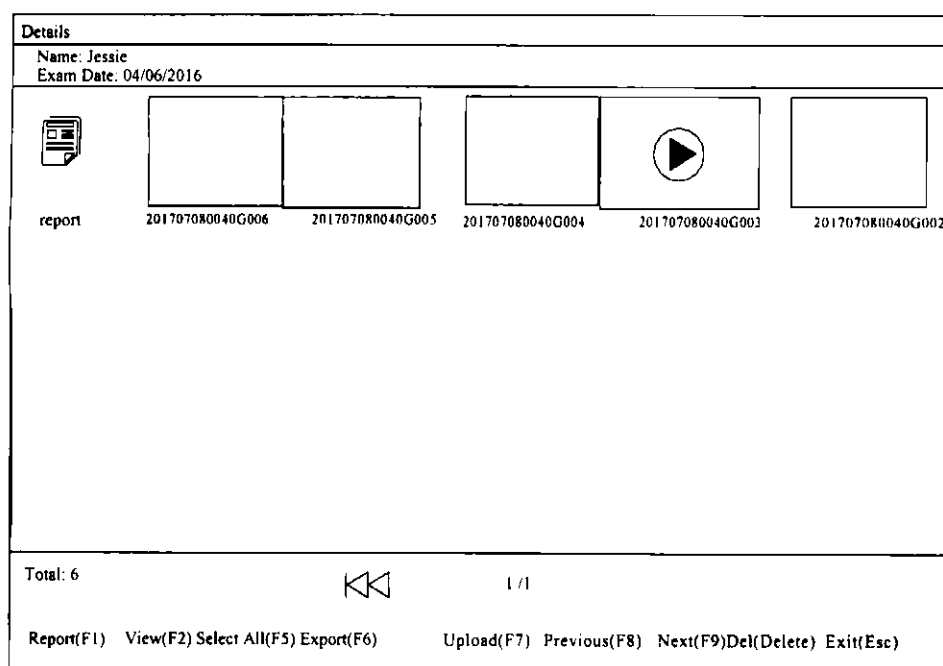 Details
Name: Jessie
Exam Date: 04/06/2016
report 201707080040G006 201707080040G005 201707080040G004 201707080040G003 201707080040G002
Total: 6 1 /1
Report(F1) View(F2) Select All(F5) Export(F6) Upload(F7) Previous(F8) Next(F9)Del(Delete) Exit(Esc)